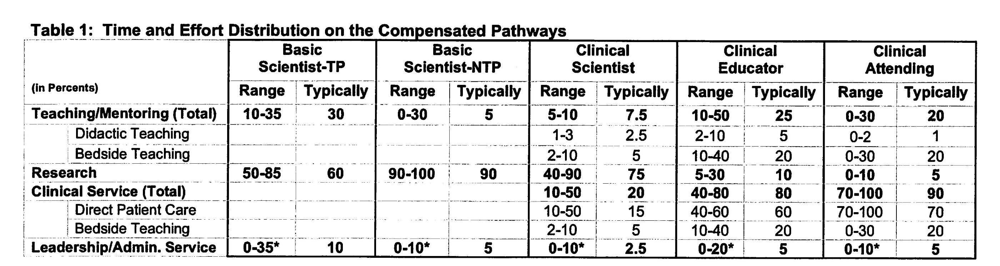 Table 1: Time and Effort Distribution on the Compensated Pathways
Basic Basic Clinical Clinical Clinical
Scientist-TP Scientist-NTP Scientist Educator Attending
(in Percents) Range Typically Range Typically Range Typically Range Typically Range Typically
Teaching/Mentoring (Total) 10-35 30 0-30 5 5-10 7.5 10-50 25 0-30 20
Didactic Teaching 1-3 2.5 2-10 5 0-2 1
Bedside Teaching 2-10 5 10-40 20 0-30 20
Research 50-85 60 90-100 90 40-90 75 5-30 10 0-10 5
Clinical Service (Total) 10-50 20 40-80 80 70-100 90
Direct Patient Care 10-50 15 40-60 60 70-100 70
Bedside Teaching 2-10 5 10-40 20 0-30 20
Leadership/Admin. Service 0-35* 10 0-10* 5 0-10* 2.5 0-20* 5 0-10* 5